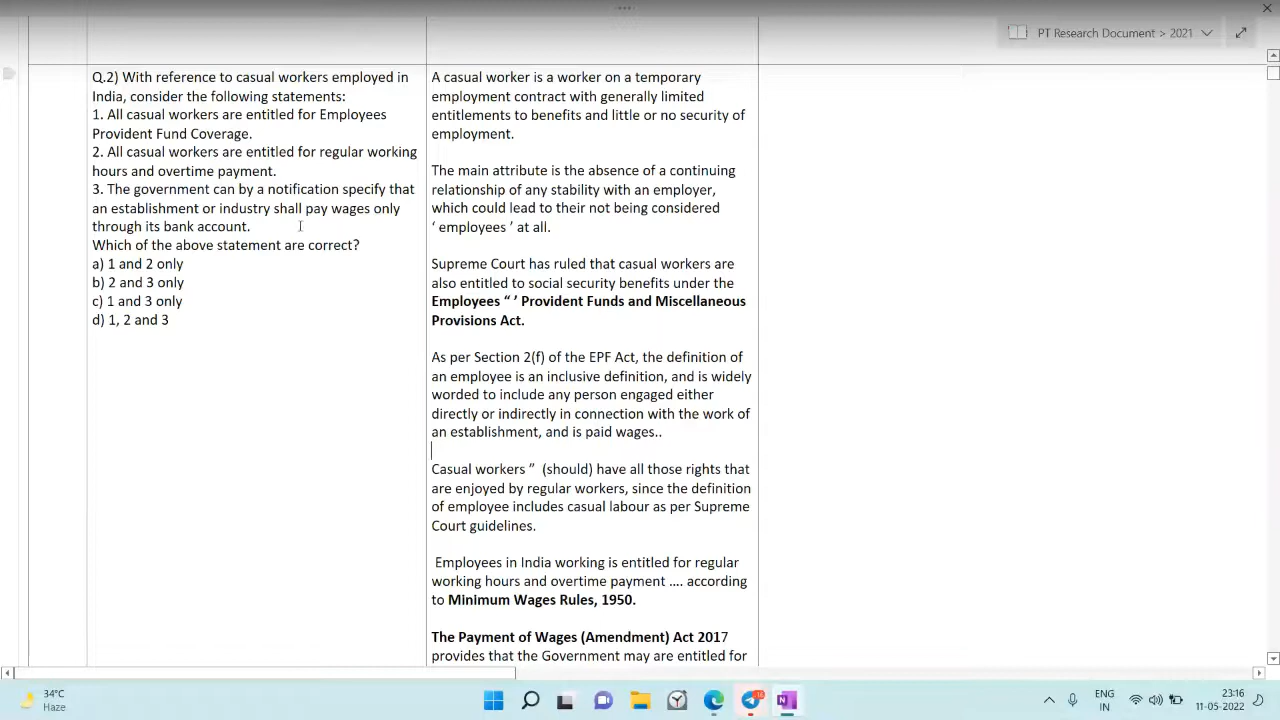 PT Research Document > 2021
Q.2) With reference to casual workers employed in
India, consider the following statements:
1. All casual workers are entitled for Employees
Provident Fund Coverage.
2. All casual workers are entitled for regular working
hours and overtime payment.
3. The government can by a notification specify that
an establishment or industry shall pay wages only
through its bank account.
Which of the above statement are correct?
a) 1 and 2 only
b) 2 and 3 only
c) 1 and 3 only
d) 1, 2 and 3
A casual worker is a worker on a temporary
employment contract with generally limited
entitlements to benefits and little or no security of
employment.
The main attribute is the absence of a continuing
relationship of any stability with an employer,
which could lead to their not being considered
‘ employees ’ at all.
Supreme Court has ruled that casual workers are
also entitled to social security benefits under the
Employees “ ’ Provident Funds and Miscellaneous
Provisions Act.
As per Section 2(f) of the EPF Act, the definition of
an employee is an inclusive definition, and is widely
worded to include any person engaged either
directly or indirectly in connection with the work of
an establishment, and is paid wages..
Casual workers ” (should) have all those rights that
are enjoyed by regular workers, since the definition
of employee includes casual labour as per Supreme
Court guidelines.
Employees in India working is entitled for regular
working hours and overtime payment .... according
to Minimum Wages Rules, 1950.
The Payment of Wages (Amendment) Act 2017
provides that the Government may are entitled for
34°C
Haze
ENG
IN
23:16
11-05-2022